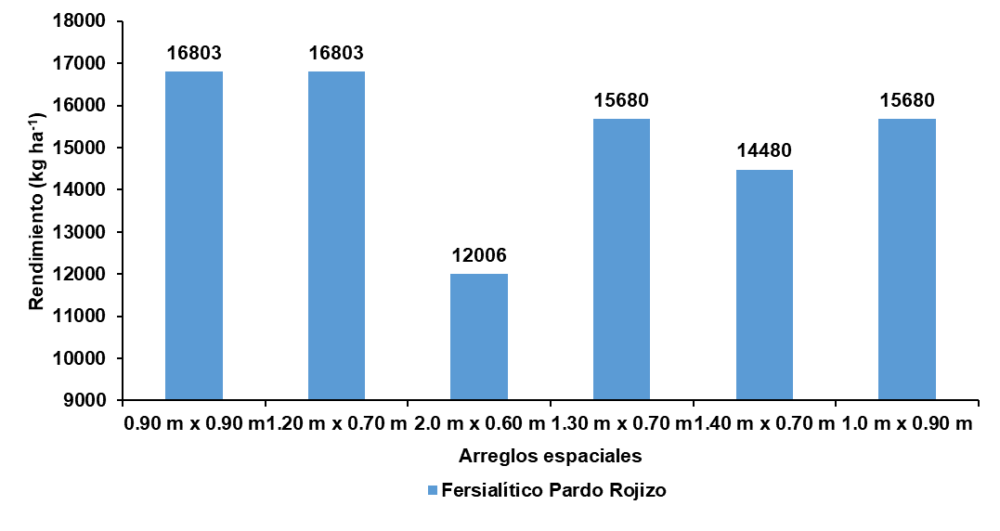 18000
17000
16000
15000
14000
13000
12000
11000
10000
9000
Rendimiento (kg ha-1)
16803
16803
12006
15680
14480
15680
0.90 m x 0.90 m
1.20 m x 0.70 m
2.0 m x 0.60 m
1.30 m x 0.70 m
1.40 m x 0.70 m
1.0 m x 0.90 m
Arreglos espaciales
Fersialítico Pardo Rojizo